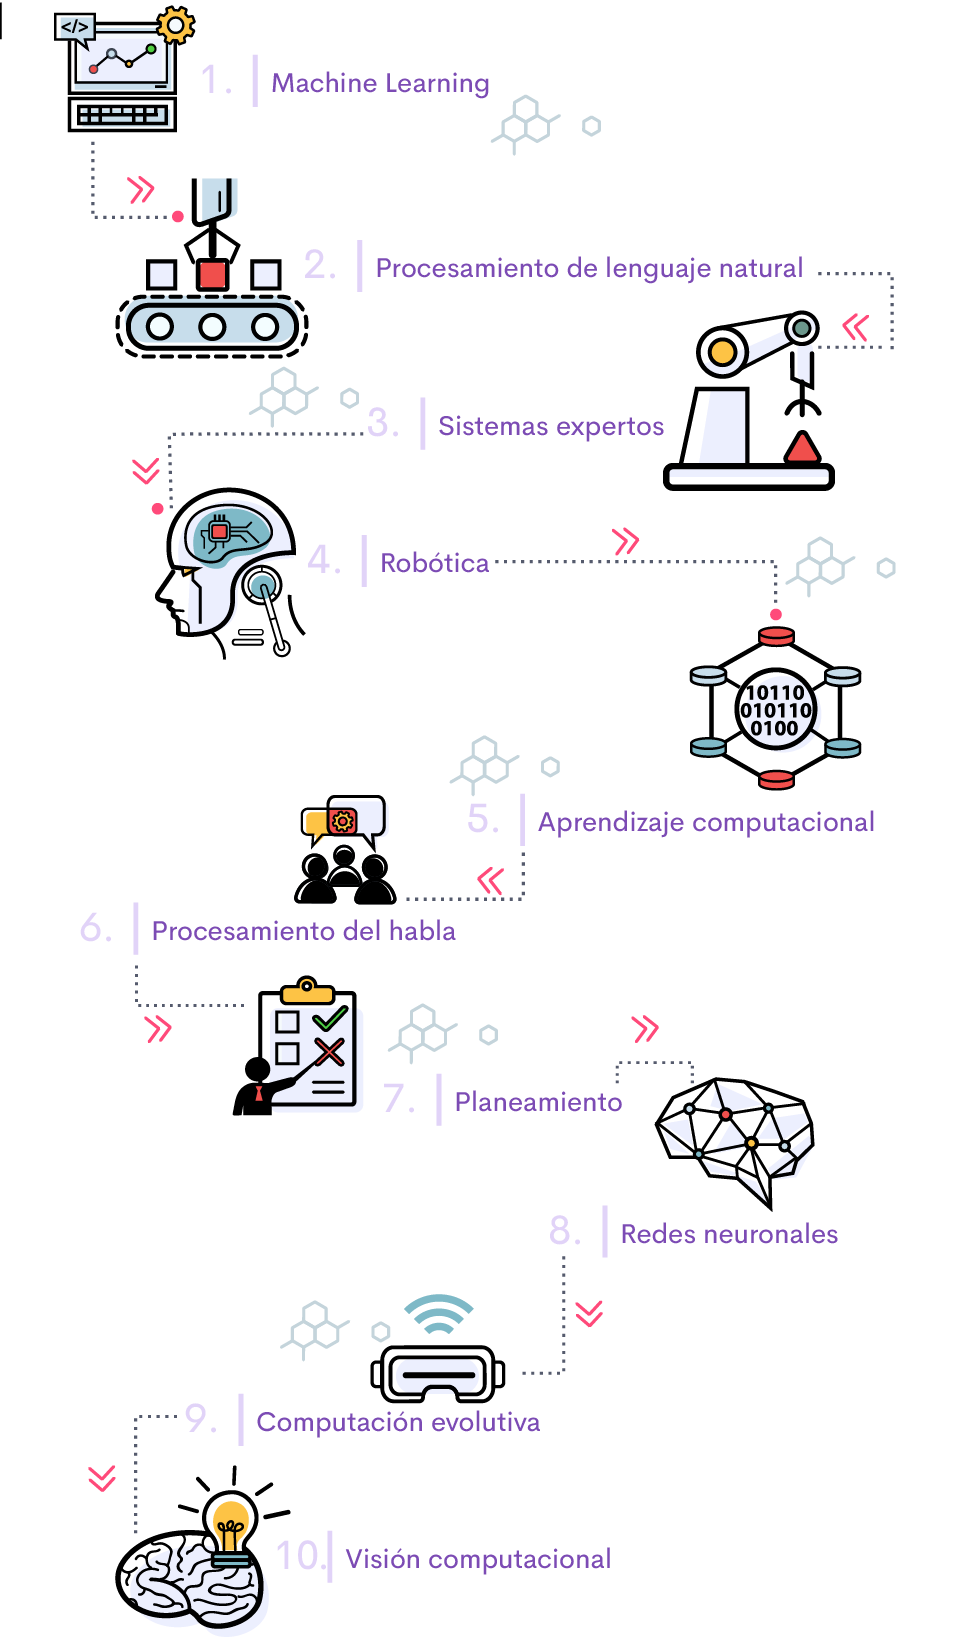 </>
1. Machine Learning
2. Procesamiento de lenguaje natural
3. Sistemas expertos
4. Robótica
10110
010110
0100
5. Aprendizaje computacional
6. Procesamiento del habla
7. Planeamiento
8. Redes neuronales
9. Computación evolutiva
10. Visión computacional